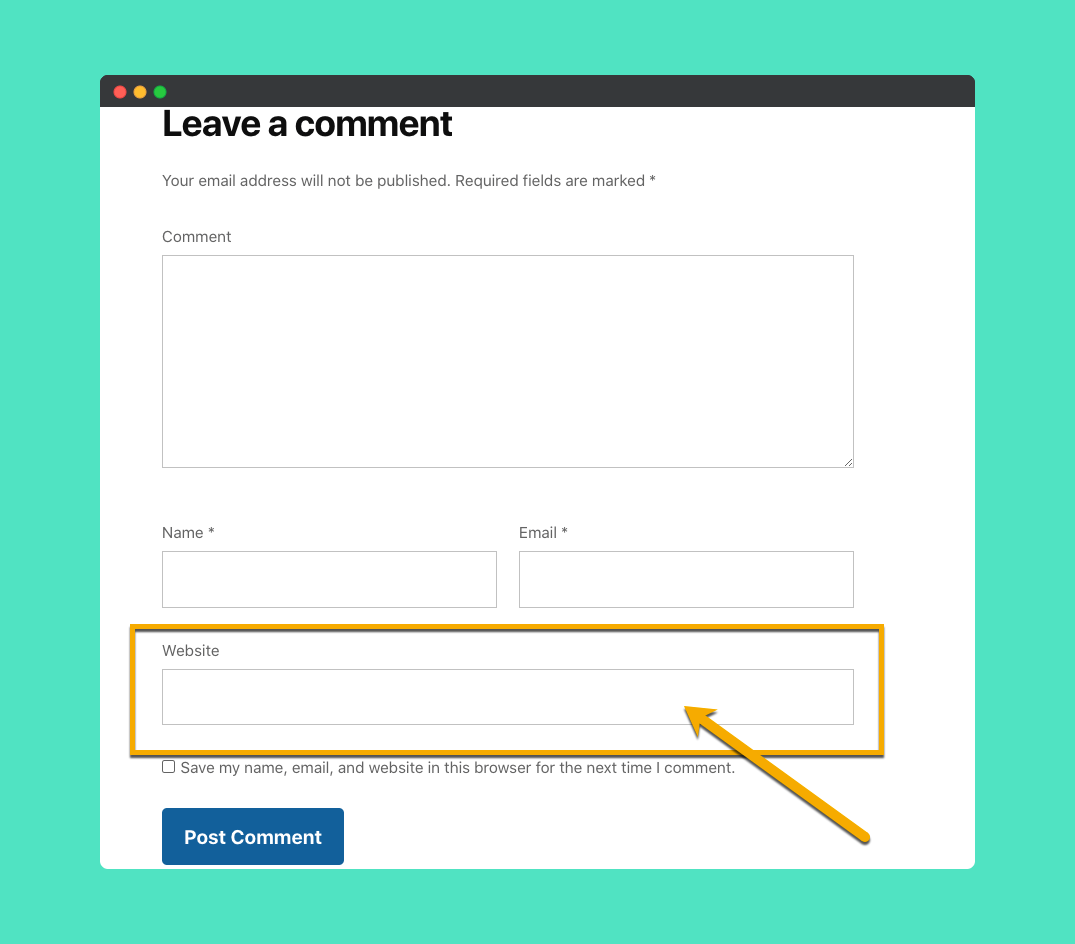 Leave a comment
Your email address will not be published. Required fields are marked *
Comment
Name *
Email *
Website
Save my name, email, and website in this browser for the next time I comment.
Post Comment